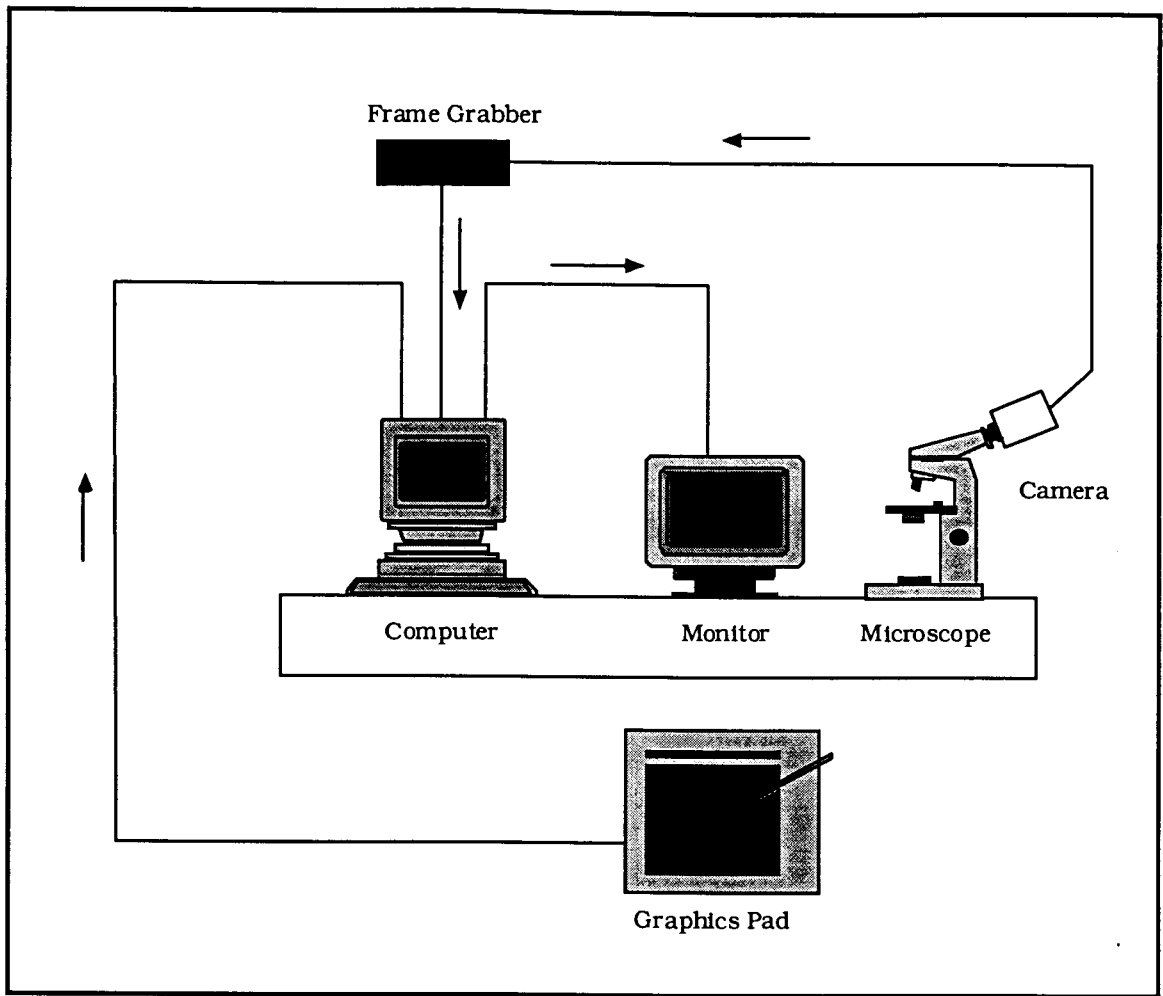 Frame Grabber
Camera
Computer
Monitor
Microscope
Graphics Pad